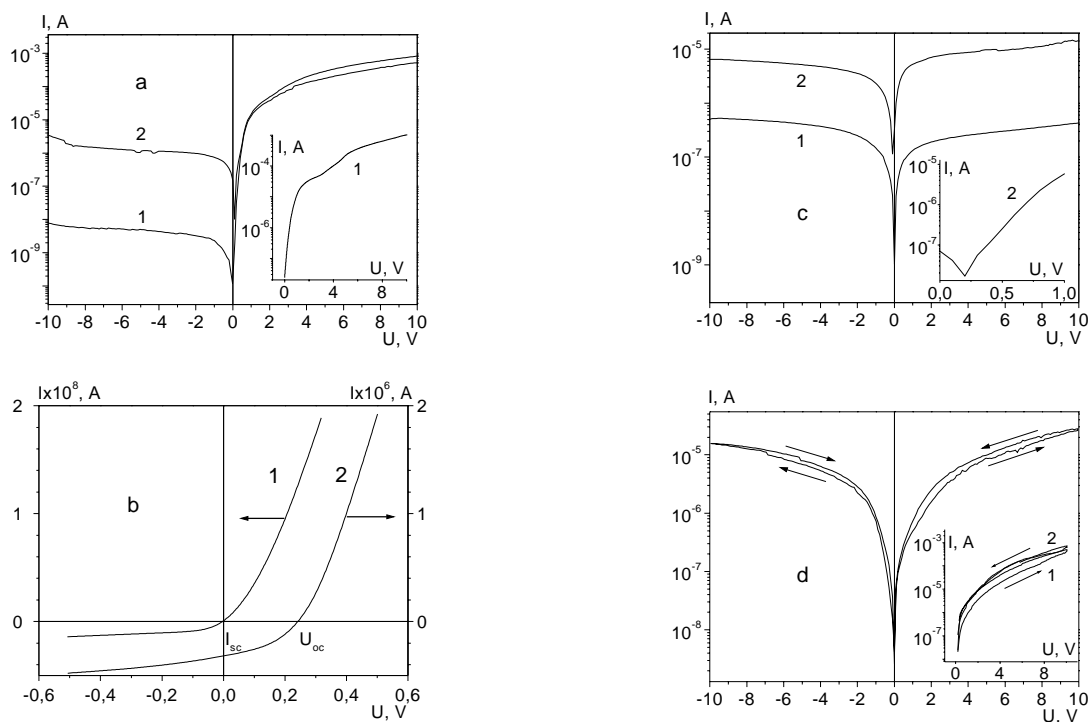 I, A
10⁻³
10⁻⁵
10⁻⁷
10⁻⁹
a
2
1
I, A
10⁻⁴
10⁻⁶
1
U, V
0 4 8
-10 -8 -6 -4 -2 0 2 4 6 8 10
U, V
I, A
10⁻⁵
10⁻⁷
10⁻⁹
c
2
1
I, A
10⁻⁵
10⁻⁶
10⁻⁷
2
U, V
0,0 0,5 1,0
-10 -8 -6 -4 -2 0 2 4 6 8 10
U, V
Ix10⁸, A Ix10⁶, A
2 2
1 2
b
1 1
0 0
I_sc U_oc
-0,6 -0,4 -0,2 0,0 0,2 0,4 0,6
U, V
I, A
10⁻⁵
10⁻⁶
10⁻⁷
10⁻⁸
d
10⁻³
I, A
10⁻⁵
10⁻⁷
2
1
U, V
0 4 8
-10 -8 -6 -4 -2 0 2 4 6 8 10
U, V